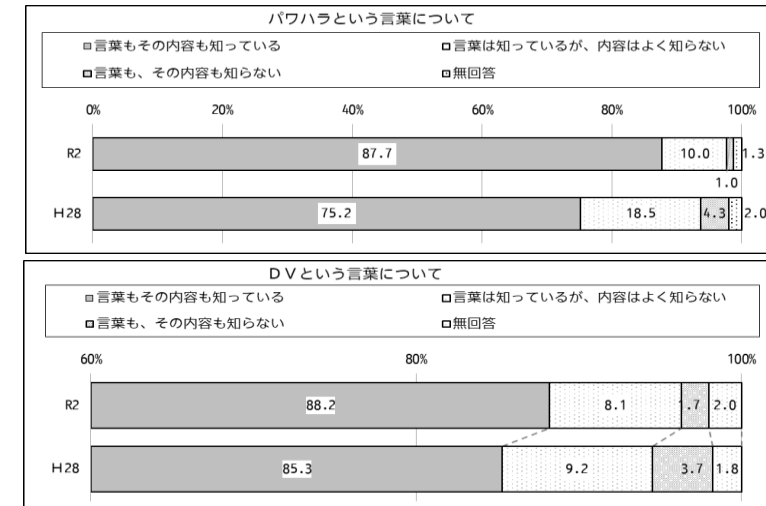 パワハラという言葉について
言葉もその内容も知っている 言葉は知っているが、内容はよく知らない
言葉も、その内容も知らない 無回答
0% 20% 40% 60% 80% 100%
R2 87.7 10.0 1.3
1.0
H28 75.2 18.5 4.3 2.0
DVという言葉について
言葉もその内容も知っている 言葉は知っているが、内容はよく知らない
言葉も、その内容も知らない 無回答
60% 80% 100%
R2 88.2 8.1 .7 2.0
H28 85.3 9.2 3.7 1.8